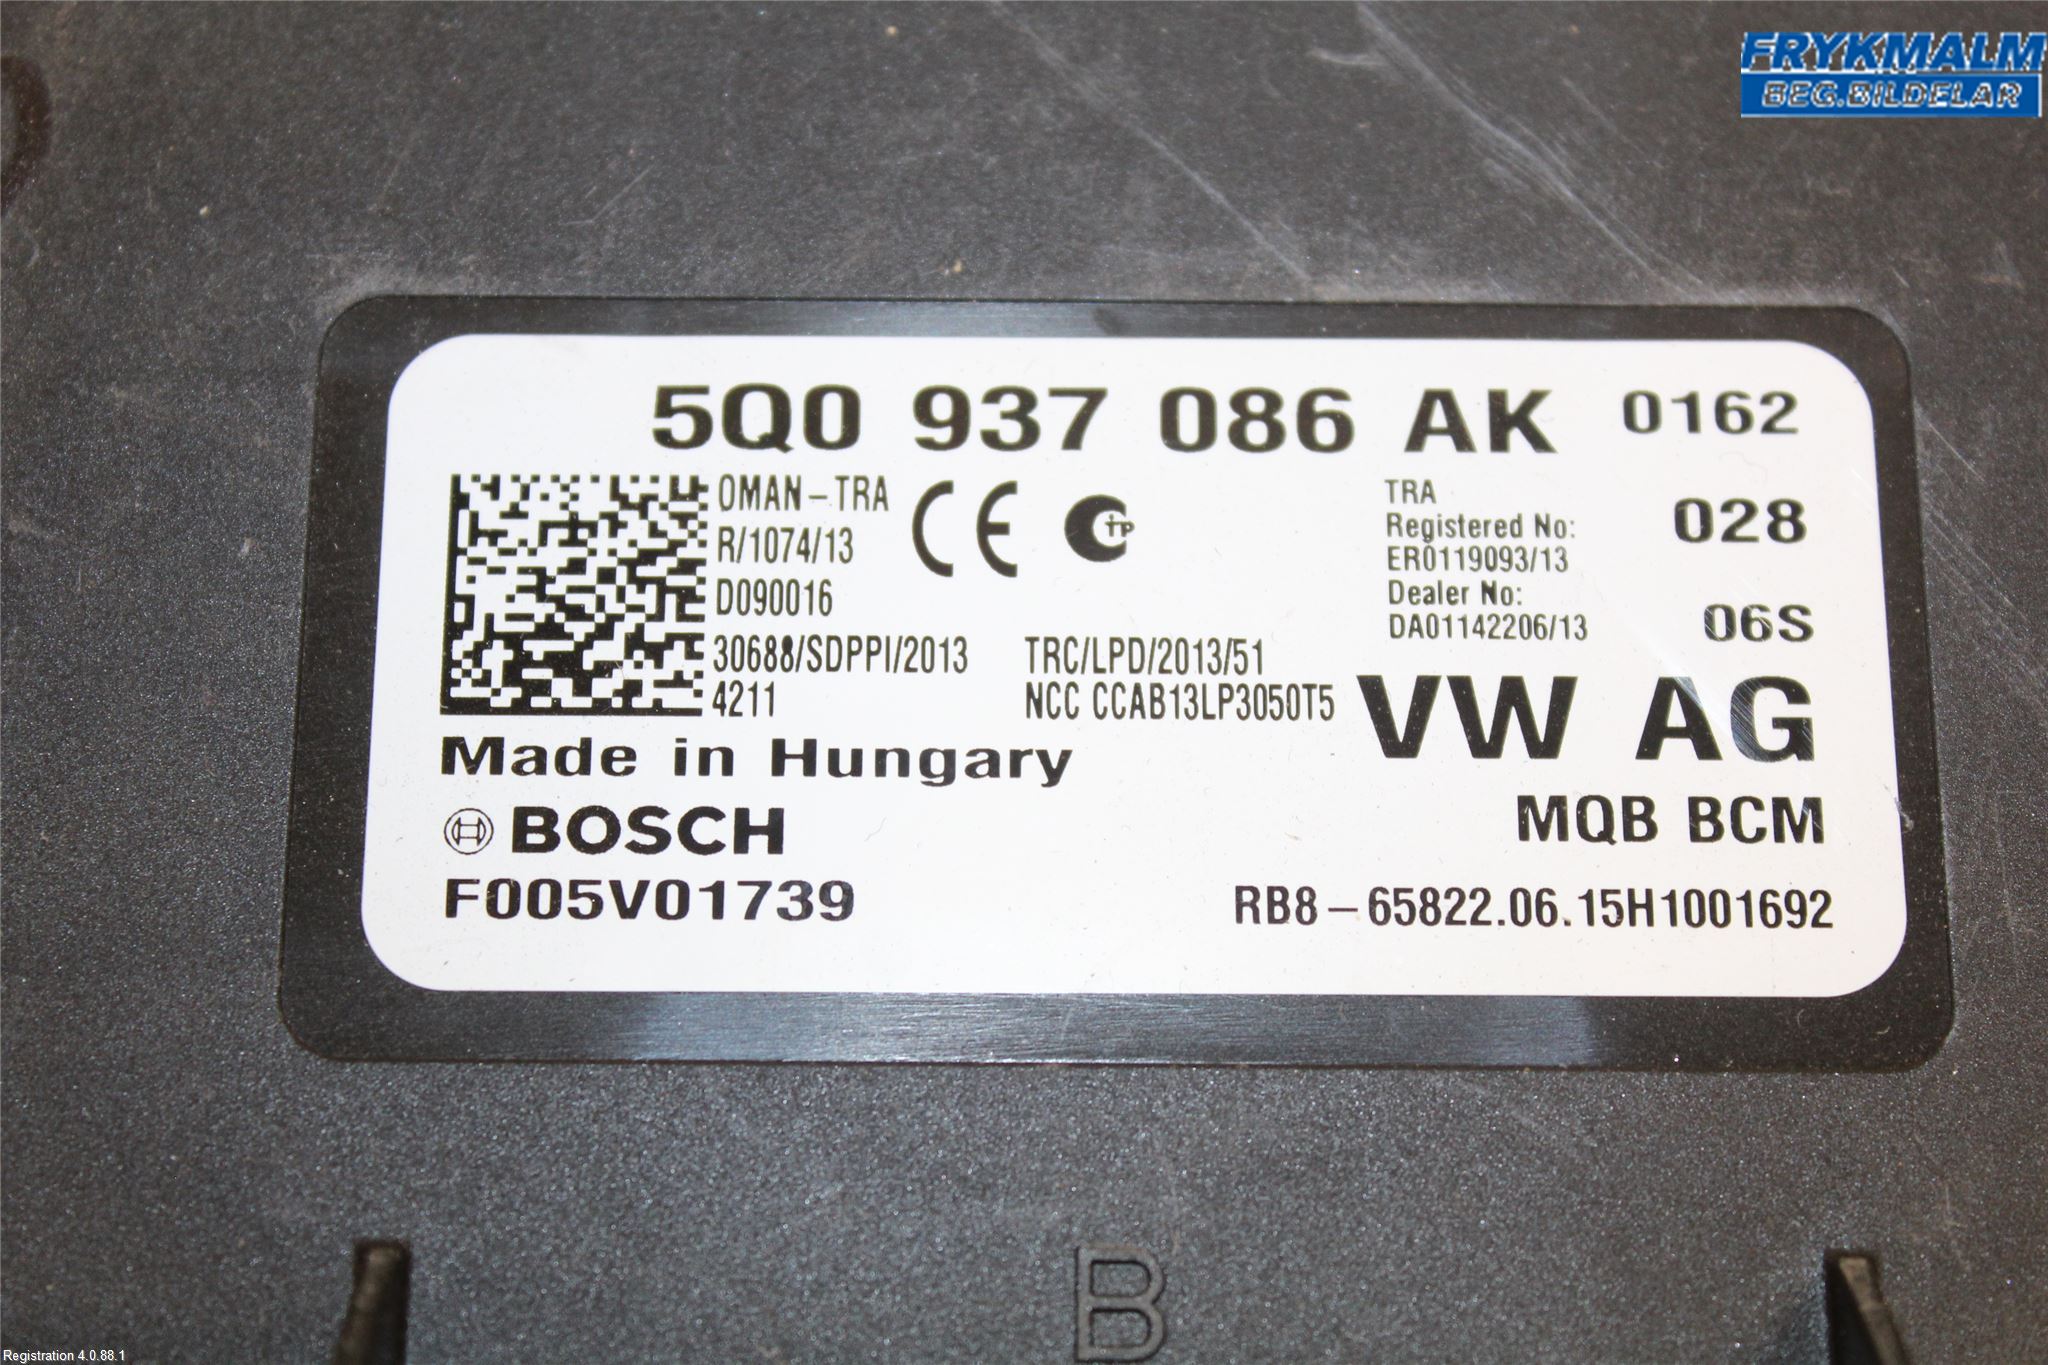 FRYKMALM
BEG.BILDELAR
5Q0 937 086 AK 0162
OMAN-TRA
R/1074/13
D090016
30688/SDPPI/2013
4211
CE
TRC/LPD/2013/51
NCC CCAB13LP3050T5
TRA
Registered No:
ER0119093/13
Dealer No:
DA01142206/13
028
06S
VW AG
MQB BCM
Made in Hungary
BOSCH
F005V01739
RB8-65822.06.15H1001692
B
Registration 4.0.88.1